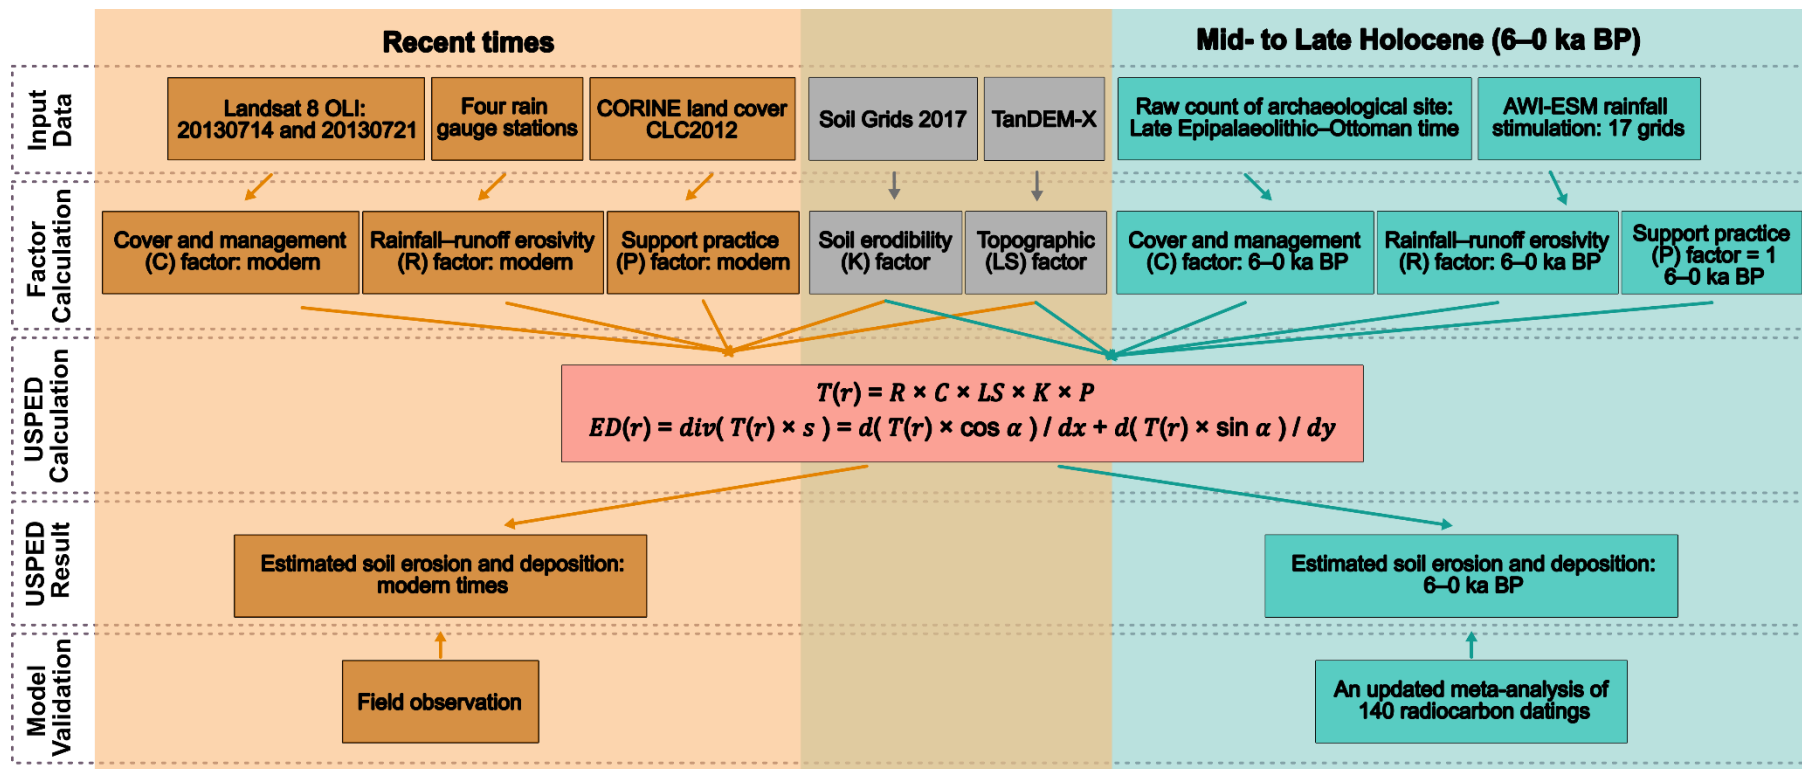 Recent times
Mid- to Late Holocene (6–0 ka BP)
Input
Data
Landsat 8 OLI:
20130714 and 20130721
Four rain
gauge stations
CORINE land cover
CLC2012
Soil Grids 2017
TanDEM-X
Raw count of archaeological site:
Late Epipalaeolithic–Ottoman time
AWI-ESM rainfall
stimulation: 17 grids
Factor
Calculation
Cover and management
(C) factor: modern
Rainfall–runoff erosivity
(R) factor: modern
Support practice
(P) factor: modern
Soil erodibility
(K) factor
Topographic
(LS) factor
Cover and management
(C) factor: 6–0 ka BP
Rainfall–runoff erosivity
(R) factor: 6–0 ka BP
Support practice
(P) factor = 1
6–0 ka BP
USPED
Calculation
T(r) = R × C × LS × K × P
ED(r) = div( T(r) × s ) = d( T(r) × cos α ) / dx + d( T(r) × sin α ) / dy
USPED
Result
Estimated soil erosion and deposition:
modern times
Estimated soil erosion and deposition:
6–0 ka BP
Model
Validation
Field observation
An updated meta-analysis of
140 radiocarbon datings